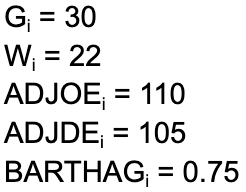 Gᵢ = 30
Wᵢ = 22
ADJOEᵢ = 110
ADJDEᵢ = 105
BARTHAGᵢ = 0.75